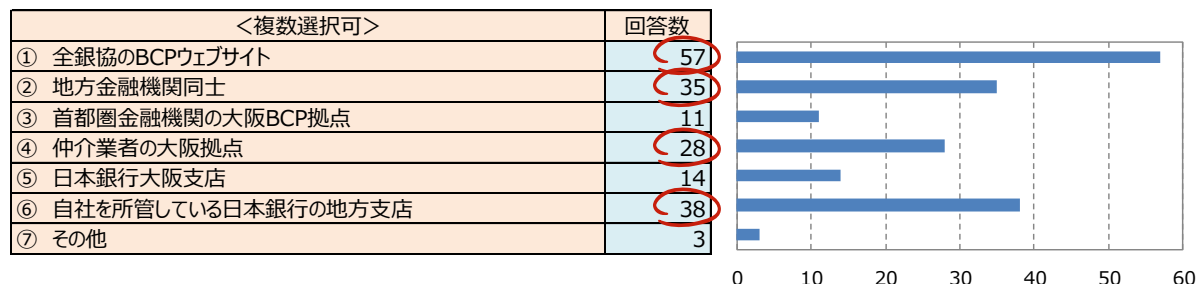 ＜複数選択可＞ 回答数
① 全銀協のBCPウェブサイト 57
② 地方金融機関同士 35
③ 首都圏金融機関の大阪BCP拠点 11
④ 仲介業者の大阪拠点 28
⑤ 日本銀行大阪支店 14
⑥ 自社を所管している日本銀行の地方支店 38
⑦ その他 3
0 10 20 30 40 50 60